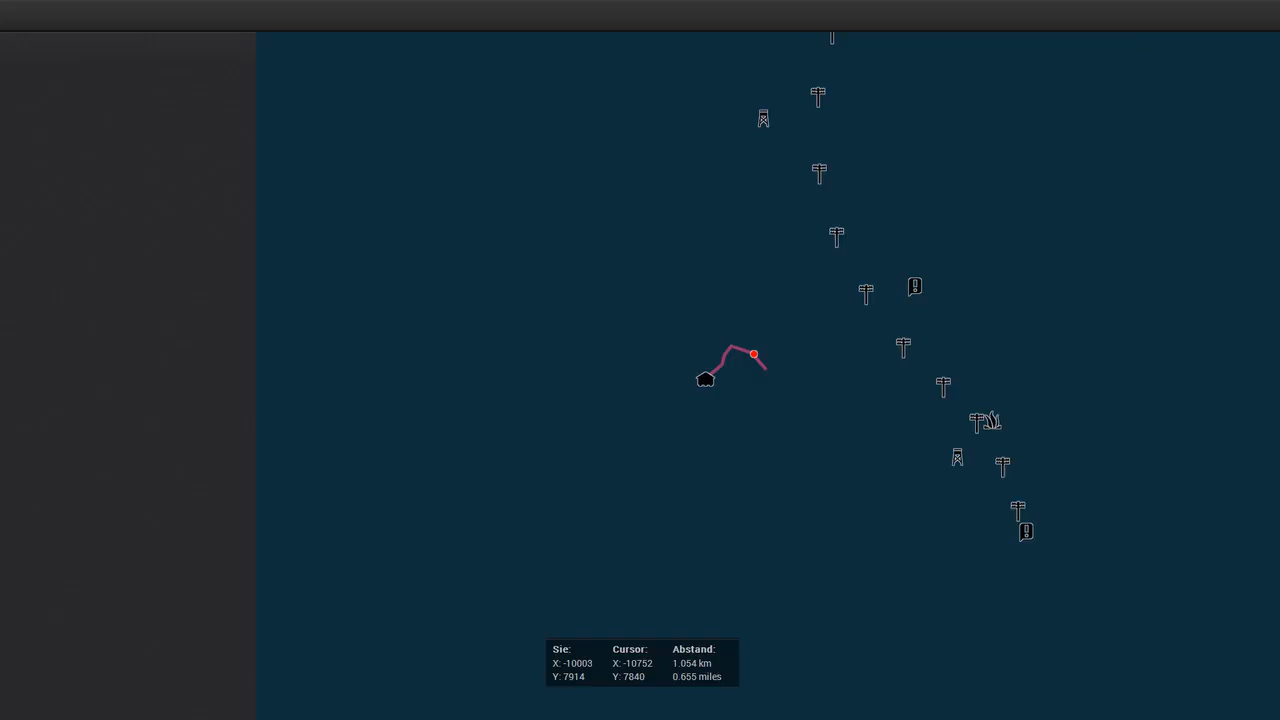 Sie: Cursor: Abstand:
X: -10003 X: -10752 1.054 km
Y: 7914 Y: 7840 0.655 miles